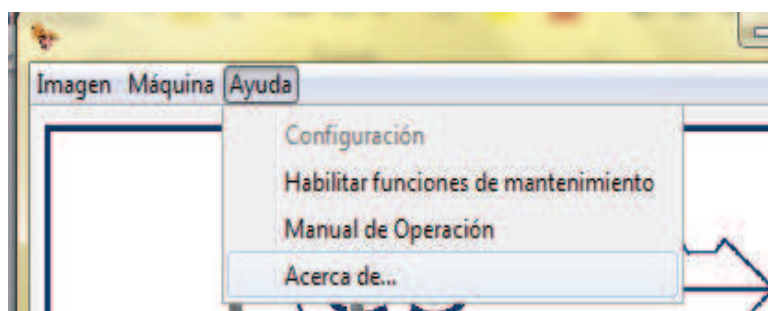 Imagen Máquina Ayuda
Configuración
Habilitar funciones de mantenimiento
Manual de Operación
Acerca de...